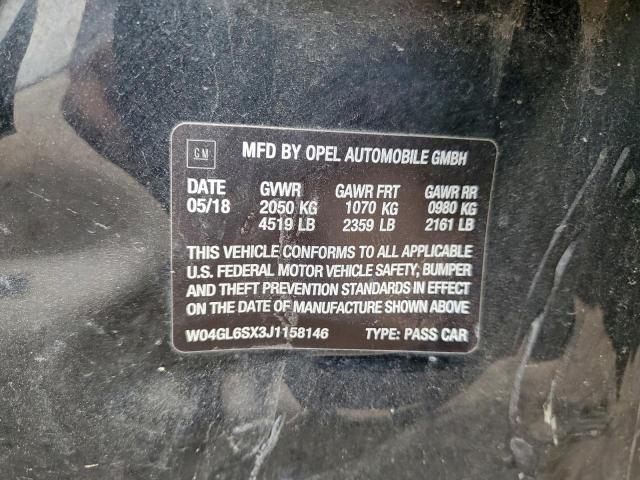 GM MFD BY OPEL AUTOMOBILE GMBH
DATE GVWR GAWR FRT GAWR RR
05/18 2050 KG 1070 KG 0980 KG
4519 LB 2359 LB 2161 LB
THIS VEHICLE CONFORMS TO ALL APPLICABLE
U.S. FEDERAL MOTOR VEHICLE SAFETY, BUMPER
AND THEFT PREVENTION STANDARDS IN EFFECT
ON THE DATE OF MANUFACTURE SHOWN ABOVE
W04GL6SX3J1158146 TYPE: PASS CAR